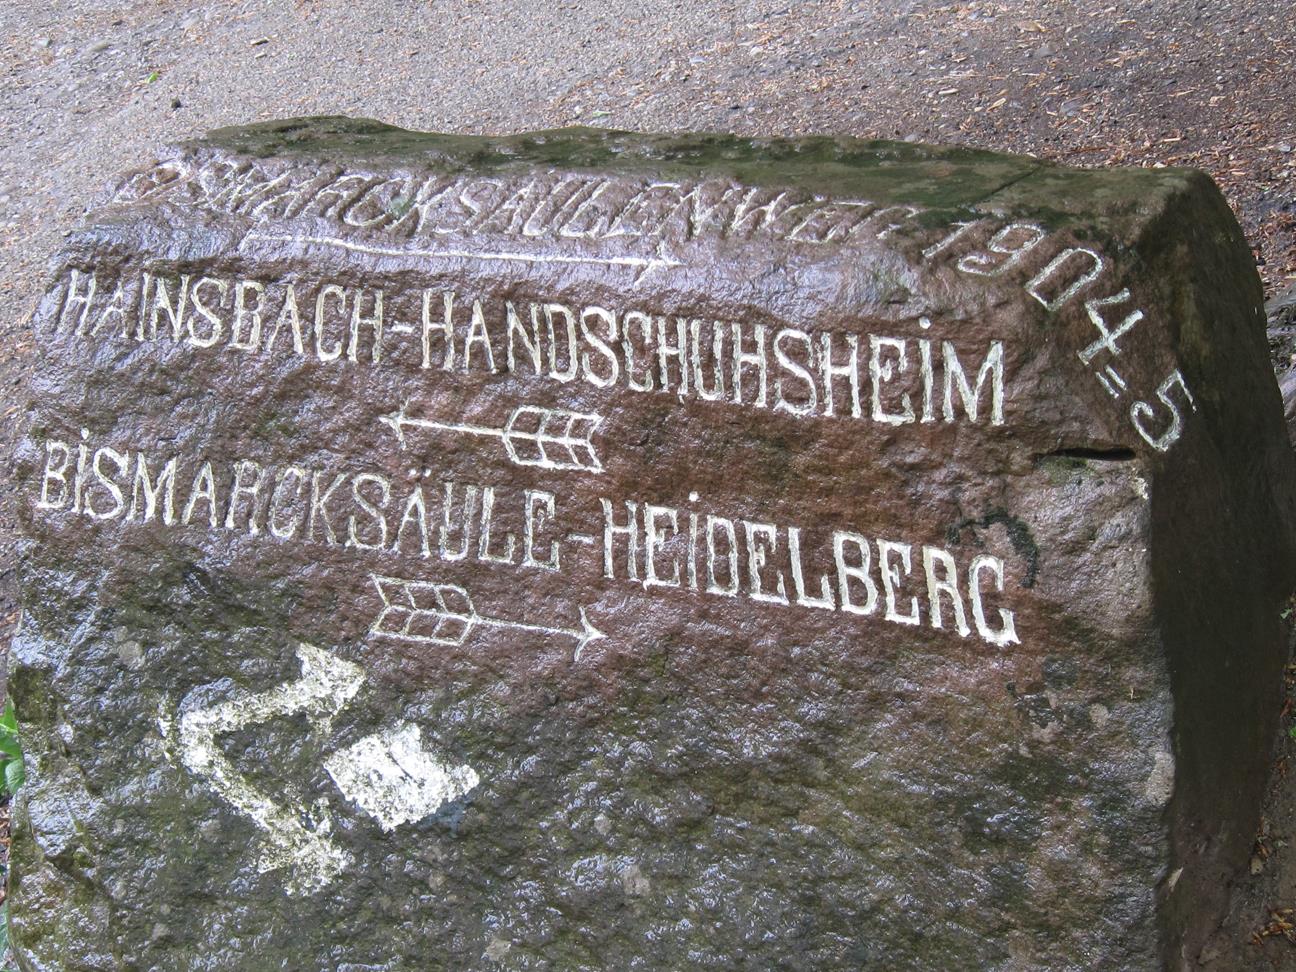 BISMARCKSÄULENWEG 1904=5
HAINSBACH-HANDSCHUHSHEIM
BISMARCKSÄULE-HEIDELBERG